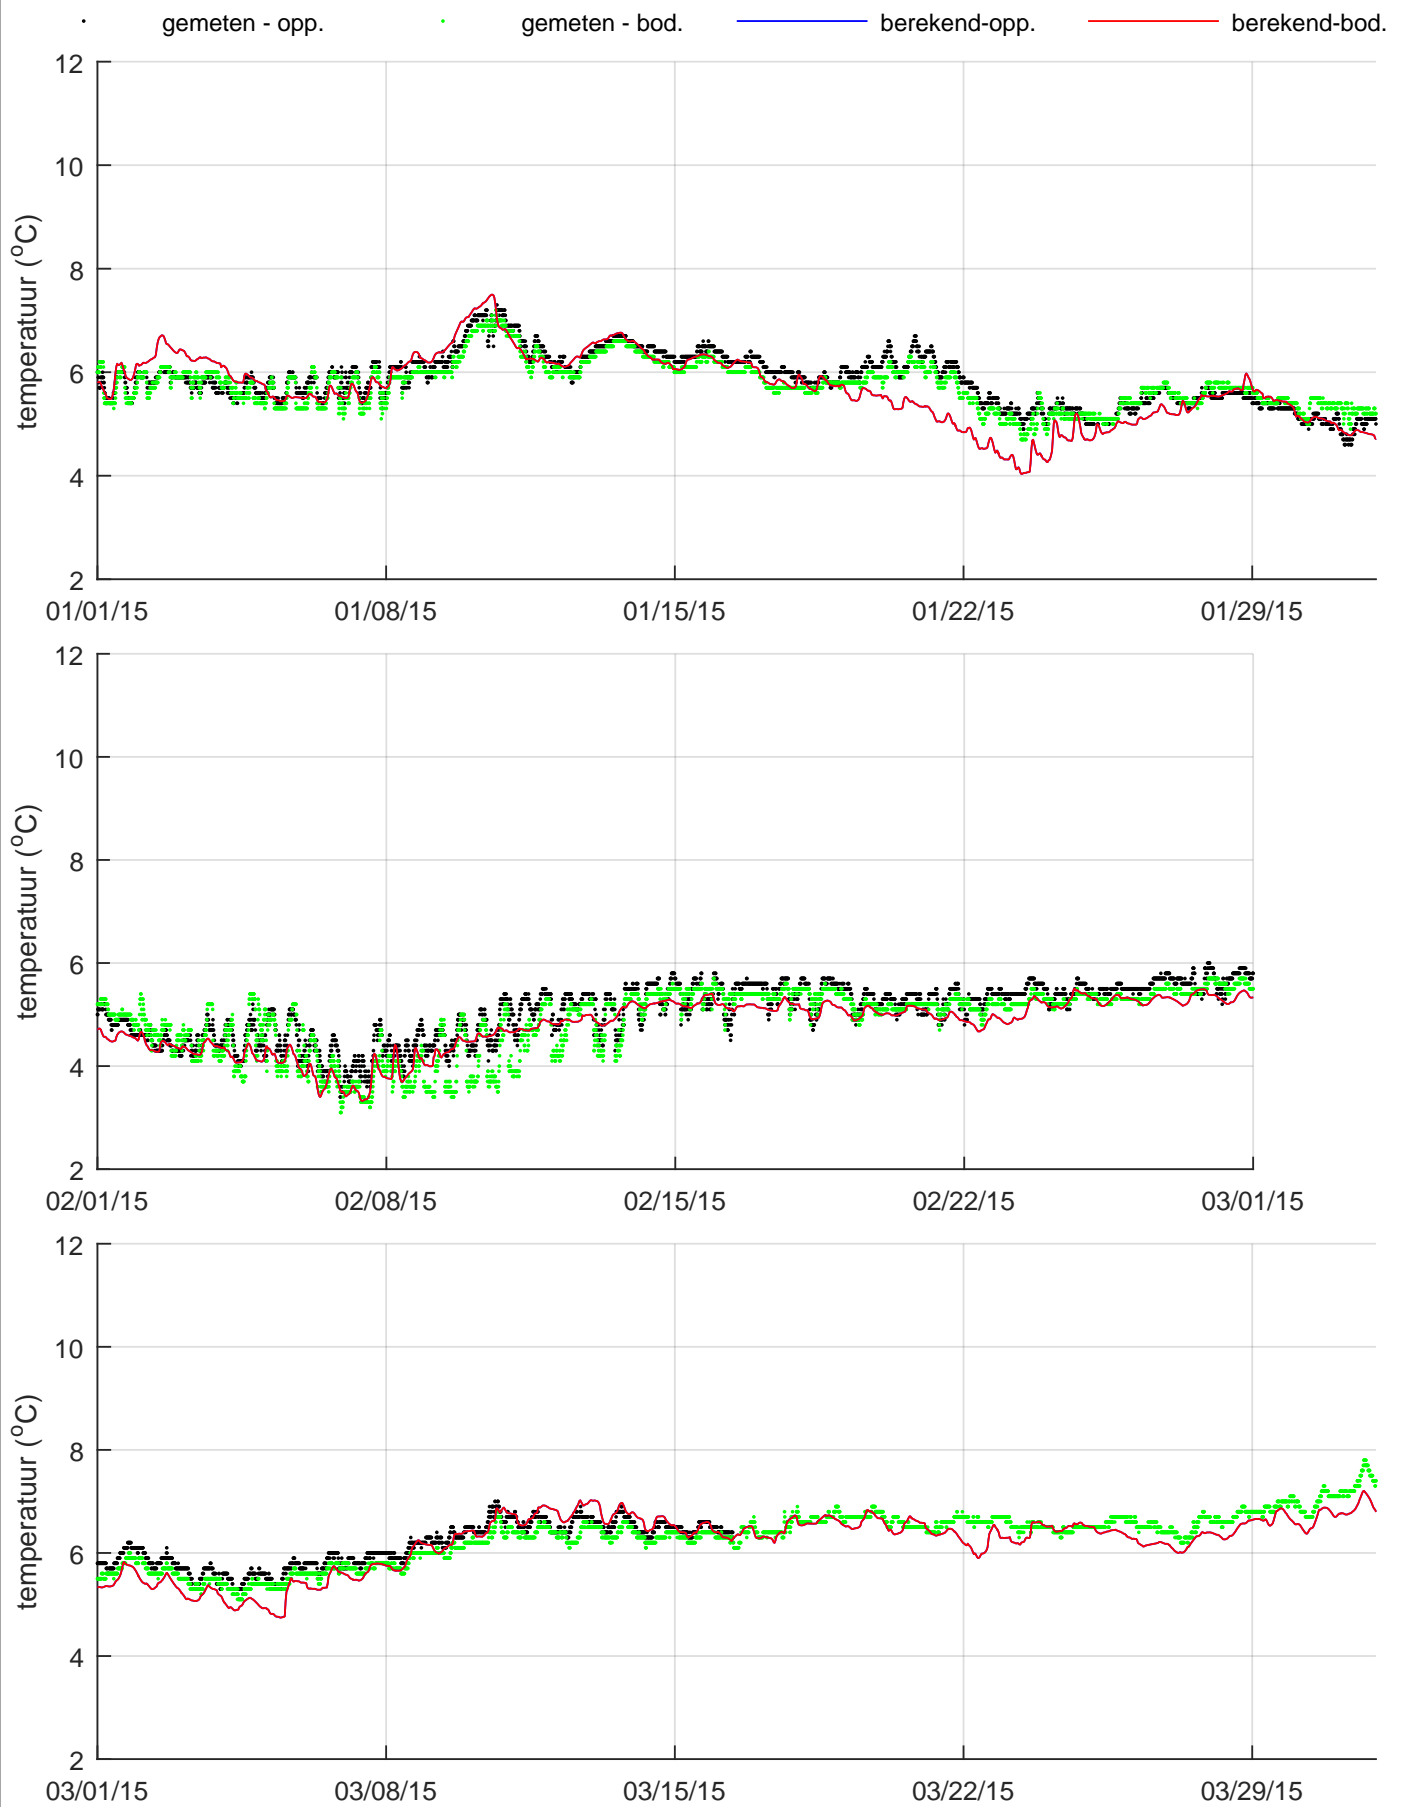 gemeten - opp. gemeten - bod. berekend-opp. berekend-bod.
12
10
8
6
4
2
temperatuur (°C)
01/01/15 01/08/15 01/15/15 01/22/15 01/29/15
12
10
8
6
4
2
temperatuur (°C)
02/01/15 02/08/15 02/15/15 02/22/15 03/01/15
12
10
8
6
4
2
temperatuur (°C)
03/01/15 03/08/15 03/15/15 03/22/15 03/29/15